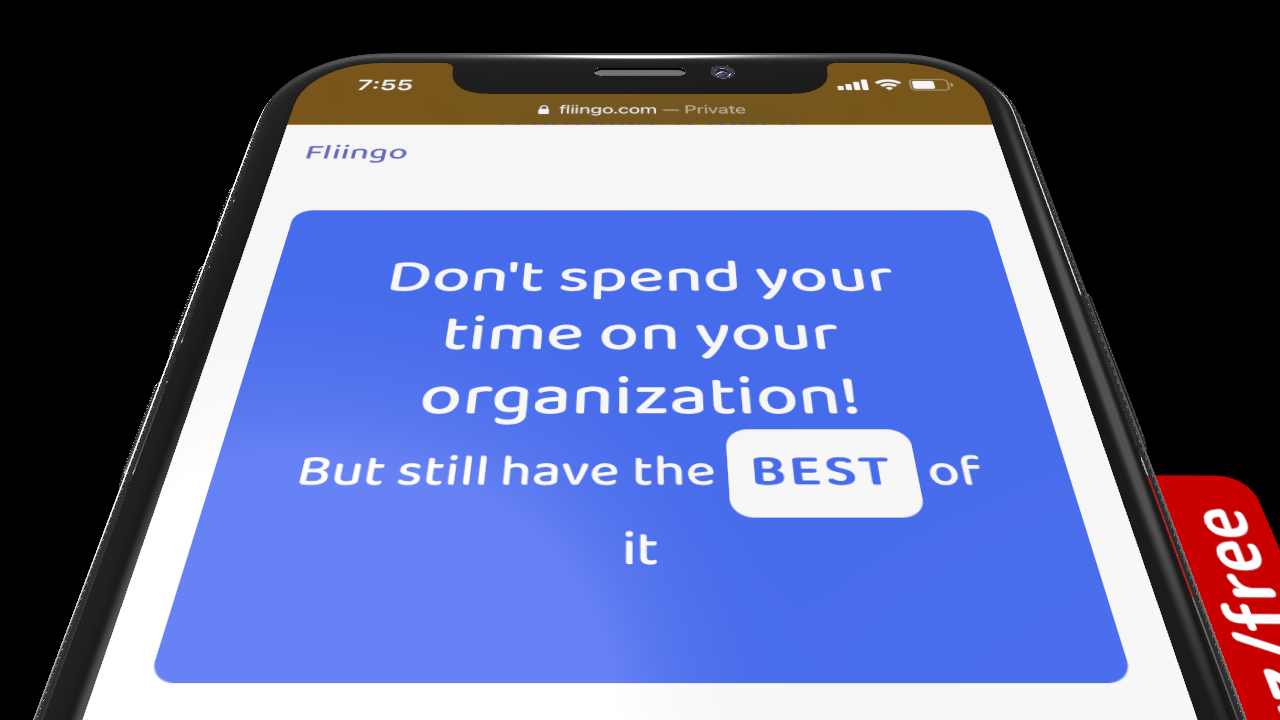 7:55
fliingo.com — Private
Fliingo
Don't spend your
time on your
organization!
But still have the BEST of
it
/free